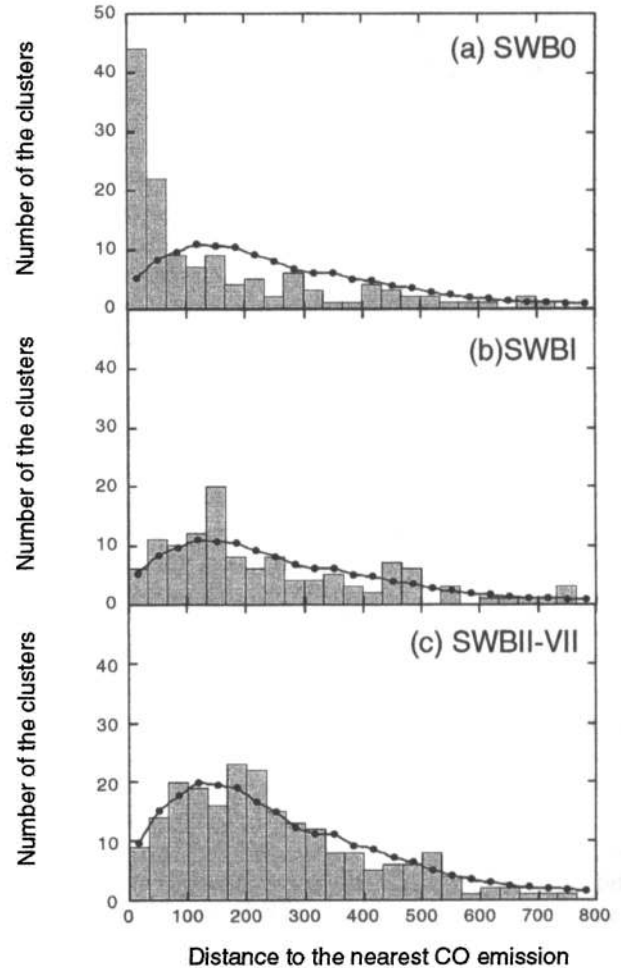 50
(a) SWB0
40
30
20
10
0
Number of the clusters
(b)SWBI
40
30
20
10
0
Number of the clusters
(c) SWBII-VII
40
30
20
10
0
Number of the clusters
0 100 200 300 400 500 600 700 800
Distance to the nearest CO emission